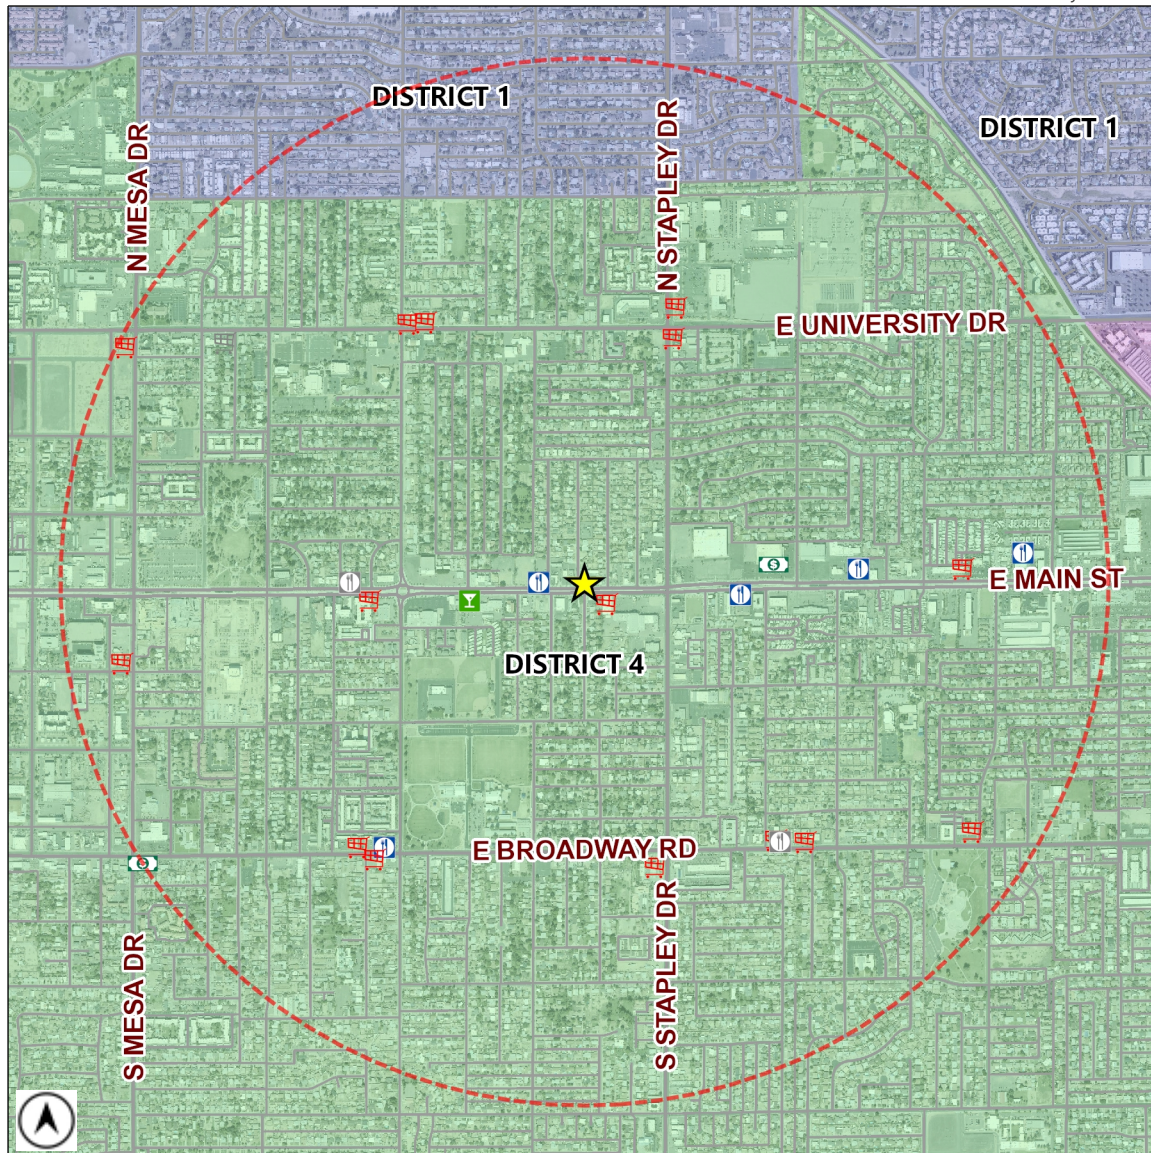 DISTRICT 1
DISTRICT 1
N MESA DR
N STAPLEY DR
E UNIVERSITY DR
E MAIN ST
DISTRICT 4
E BROADWAY RD
S MESA DR
S STAPLEY DR
$
$